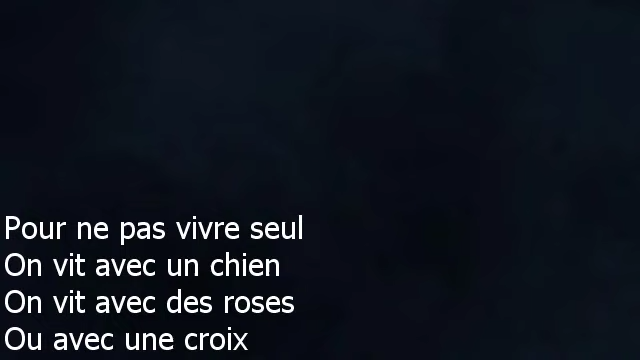 Pour ne pas vivre seul
On vit avec un chien
On vit avec des roses
Ou avec une croix